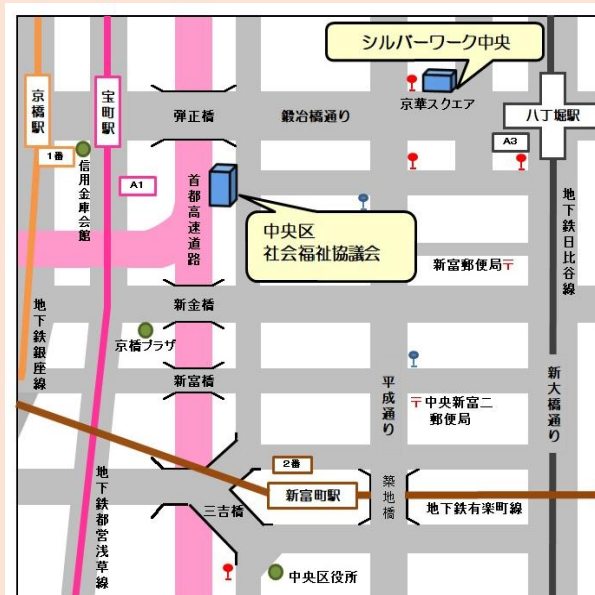 シルバーワーク中央
京橋駅
宝町駅
弾正橋
鍛冶橋通り
京華スクエア
八丁堀駅
1番
信用金庫会館
A1
A3
首都高速道路
中央区
社会福祉協議会
地下鉄日比谷線
新富郵便局〒
地下鉄銀座線
新金橋
京橋プラザ
新富橋
平成通り
〒中央新富二
郵便局
新大橋通り
2番
新富町駅
築地橋
地下鉄有楽町線
三吉橋
地下鉄都営浅草線
中央区役所